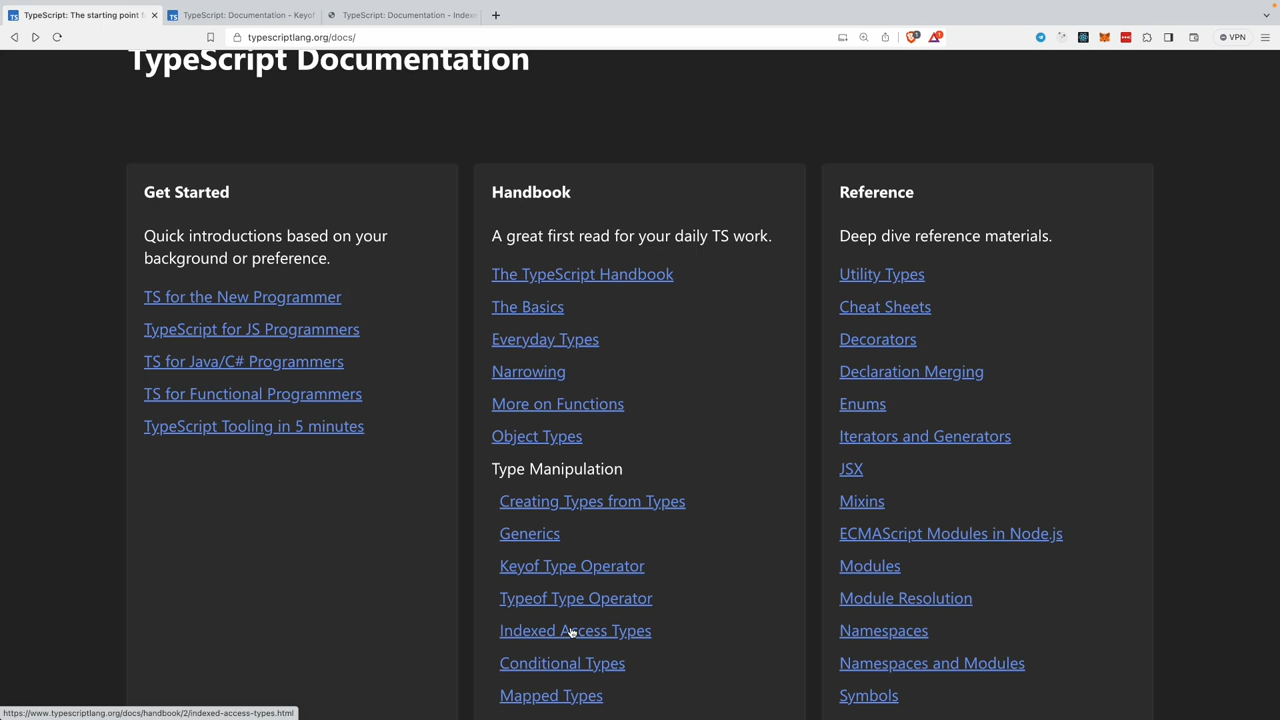 TypeScript: The starting point f
TypeScript: Documentation - Keyof
TypeScript: Documentation - Indexe
typescriptlang.org/docs/
VPN
TypeScript Documentation
Get Started
Quick introductions based on your
background or preference.
TS for the New Programmer
TypeScript for JS Programmers
TS for Java/C# Programmers
TS for Functional Programmers
TypeScript Tooling in 5 minutes
Handbook
A great first read for your daily TS work.
The TypeScript Handbook
The Basics
Everyday Types
Narrowing
More on Functions
Object Types
Type Manipulation
Creating Types from Types
Generics
Keyof Type Operator
Typeof Type Operator
Indexed Access Types
Conditional Types
Mapped Types
Reference
Deep dive reference materials.
Utility Types
Cheat Sheets
Decorators
Declaration Merging
Enums
Iterators and Generators
JSX
Mixins
ECMAScript Modules in Node.js
Modules
Module Resolution
Namespaces
Namespaces and Modules
Symbols
https://www.typescriptlang.org/docs/handbook/2/indexed-access-types.html